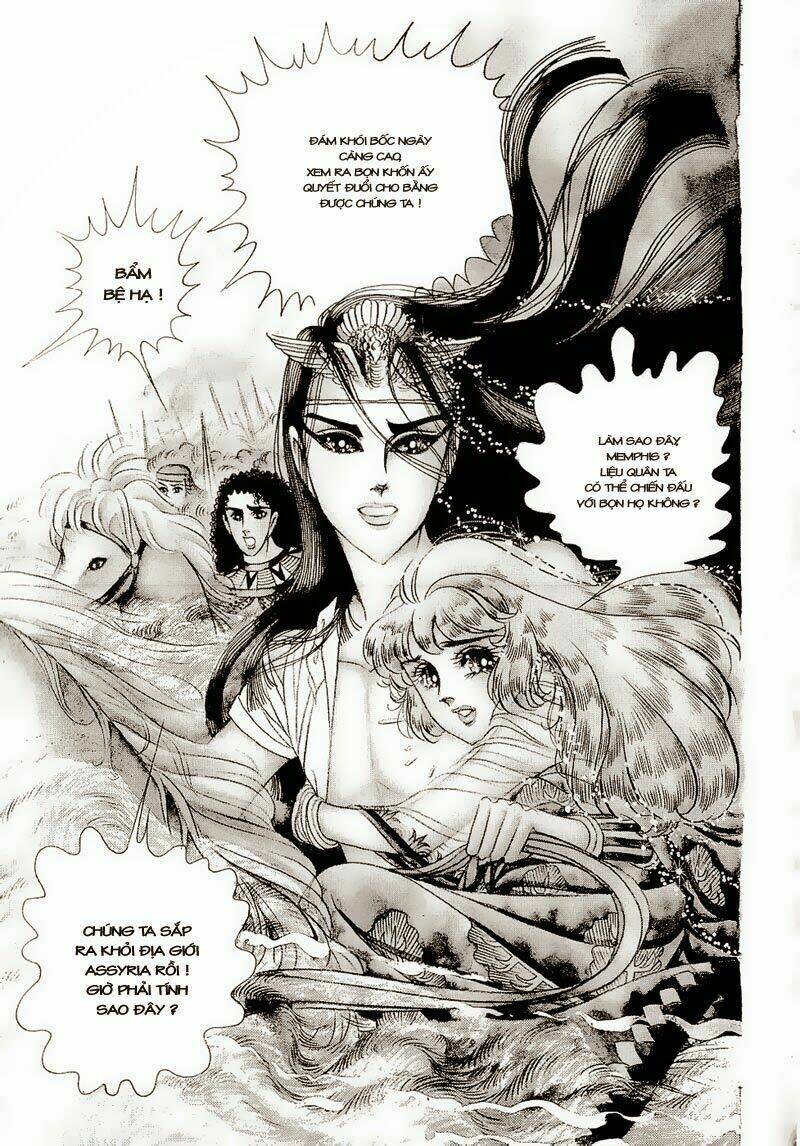 BẨM
BỆ HẠ !
ĐÁM KHÓI BỐC NGÀY
CÀNG CAO,
XEM RA BỌN KHỐN ẤY
QUYẾT ĐUỔI CHO BẰNG
ĐƯỢC CHÚNG TA !
LÀM SAO ĐÂY
MEMPHIS ?
LIỆU QUÂN TA
CÓ THỂ CHIẾN ĐẤU
VỚI BỌN HỌ KHÔNG ?
CHÚNG TA SẮP
RA KHỎI ĐỊA GIỚI
ASSYRIA RỒI !
GIỜ PHẢI TÍNH
SAO ĐÂY ?